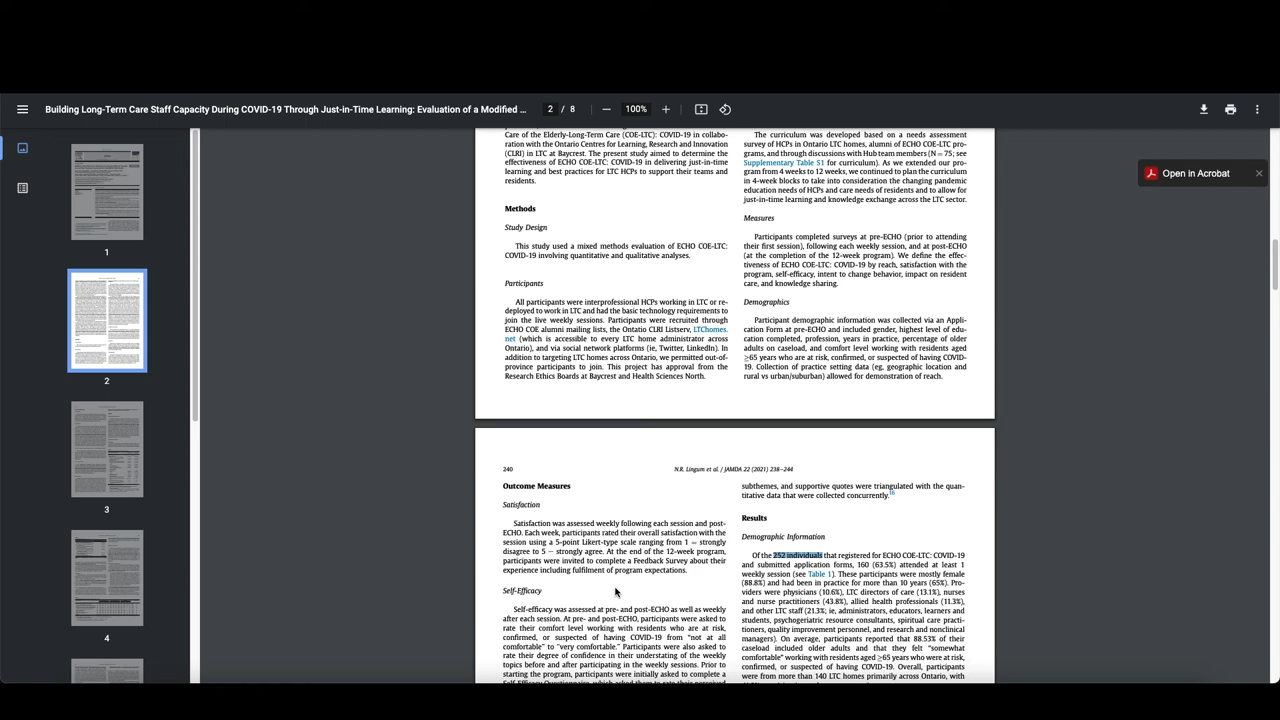 Building Long-Term Care Staff Capacity During COVID-19 Through Just-in-Time Learning: Evaluation of a Modified ...
2 / 8
100%
Open in Acrobat
1
2
3
4
Care of the Elderly-Long-Term Care (COE-LTC): COVID-19 in collabo-
ration with the Ontario Centres for Learning, Research and Innovation
(CLRI) in LTC at Baycrest. The present study aimed to determine the
effectiveness of ECHO COE-LTC: COVID-19 in delivering just-in-time
learning and best practices for LTC HCPs to support their teams and
residents.
Methods
Study Design
This study used a mixed methods evaluation of ECHO COE-LTC:
COVID-19 involving quantitative and qualitative analyses.
Participants
All participants were interprofessional HCPs working in LTC or re-
deployed to work in LTC and had the basic technology requirements to
join the live weekly sessions. Participants were recruited through
ECHO COE alumni mailing lists, the Ontatio CLRI Listserv, LTChomes.
net (which is accessible to every LTC home administrator across
Ontario), and via social network platforms (ie, Twitter, LinkedIn). In
addition to targeting LTC homes across Ontario, we permitted out-of-
province participants to join. This project has approval from the
Research Ethics Boards at Baycrest and Health Sciences North.
The curriculum was developed based on a needs assessment
survey of HCPs in Ontario LTC homes, alumni of ECHO COE-LTC pro-
grams, and through discussions with Hub team members (N = 75; see
Supplementary Table S1 for curriculum). As we extended our pro-
gram from 4 weeks to 12 weeks, we continued to plan the curriculum
in 4-week blocks to take into consideration the changing pandemic
education needs of HCPs and care needs of residents and to allow for
just-in-time learning and knowledge exchange across the LTC sector.
Measures
Participants completed surveys at pre-ECHO (prior to attending
their first session), following each weekly session, and at post-ECHO
(at the completion of the 12-week program). We define the effec-
tiveness of ECHO COE-LTC: COVID-19 by reach, satisfaction with the
program, self-efficacy, intent to change behavior, impact on resident
care, and knowledge sharing.
Demographics
Participant demographic information was collected via an Appli-
cation Form at pre-ECHO and included gender, highest level of edu-
cation completed, profession, years in practice, percentage of older
adults on caseload, and comfort level working with residents aged
≥65 years who are at risk, confirmed, or suspected of having COVID-
19. Collection of practice setting data (eg, geographic location and
rural vs urban/suburban) allowed for demonstration of reach.
240
N.R. Lingum et al. / JAMDA 22 (2021) 238–244
Outcome Measures
Satisfaction
Satisfaction was assessed weekly following each session and post-
ECHO. Each week, participants rated their overall satisfaction with the
session using a 5-point Likert-type scale ranging from 1 = strongly
disagree to 5 – strongly agree. At the end of the 12-week program,
participants were invited to complete a Feedback Survey about their
experience including fulfilment of program expectations.
Self-Efficacy
Self-efficacy was assessed at pre- and post-ECHO as well as weekly
after each session. At pre- and post-ECHO, participants were asked to
rate their comfort level working with residents who are at risk,
confirmed, or suspected of having COVID-19 from “not at all
comfortable” to “very comfortable.” Participants were also asked to
rate their degree of confidence in their understanding of the weekly
topics before and after participating in the weekly sessions. Prior to
starting the program, participants were initially asked to complete a
Self-Efficacy Questionnaire, which asked them to rate their perceived
subthemes, and supportive quotes were triangulated with the quan-
titative data that were collected concurrently.16
Results
Demographic Information
Of the 252 individuals that registered for ECHO COE-LTC: COVID-19
and submitted application forms, 160 (63.5%) attended at least 1
weekly session (see Table 1). These participants were mostly female
(88.8%) and had been in practice for more than 10 years (65%). Pro-
viders were physicians (10.6%), LTC directors of care (13.1%), nurses
and nurse practitioners (43.8%), allied health professionals (11.3%),
and other LTC staff (21.3%; ie, administrators, educators, learners and
students, psychogeriatric resource consultants, spiritual care practi-
tioners, quality improvement personnel, and research and nonclinical
managers). On average, participants reported that 88.53% of their
caseload included older adults and that they felt “somewhat
comfortable” working with residents aged ≥65 years who were at risk,
confirmed, or suspected of having COVID-19. Overall, participants
were from more than 140 LTC homes primarily across Ontario, with